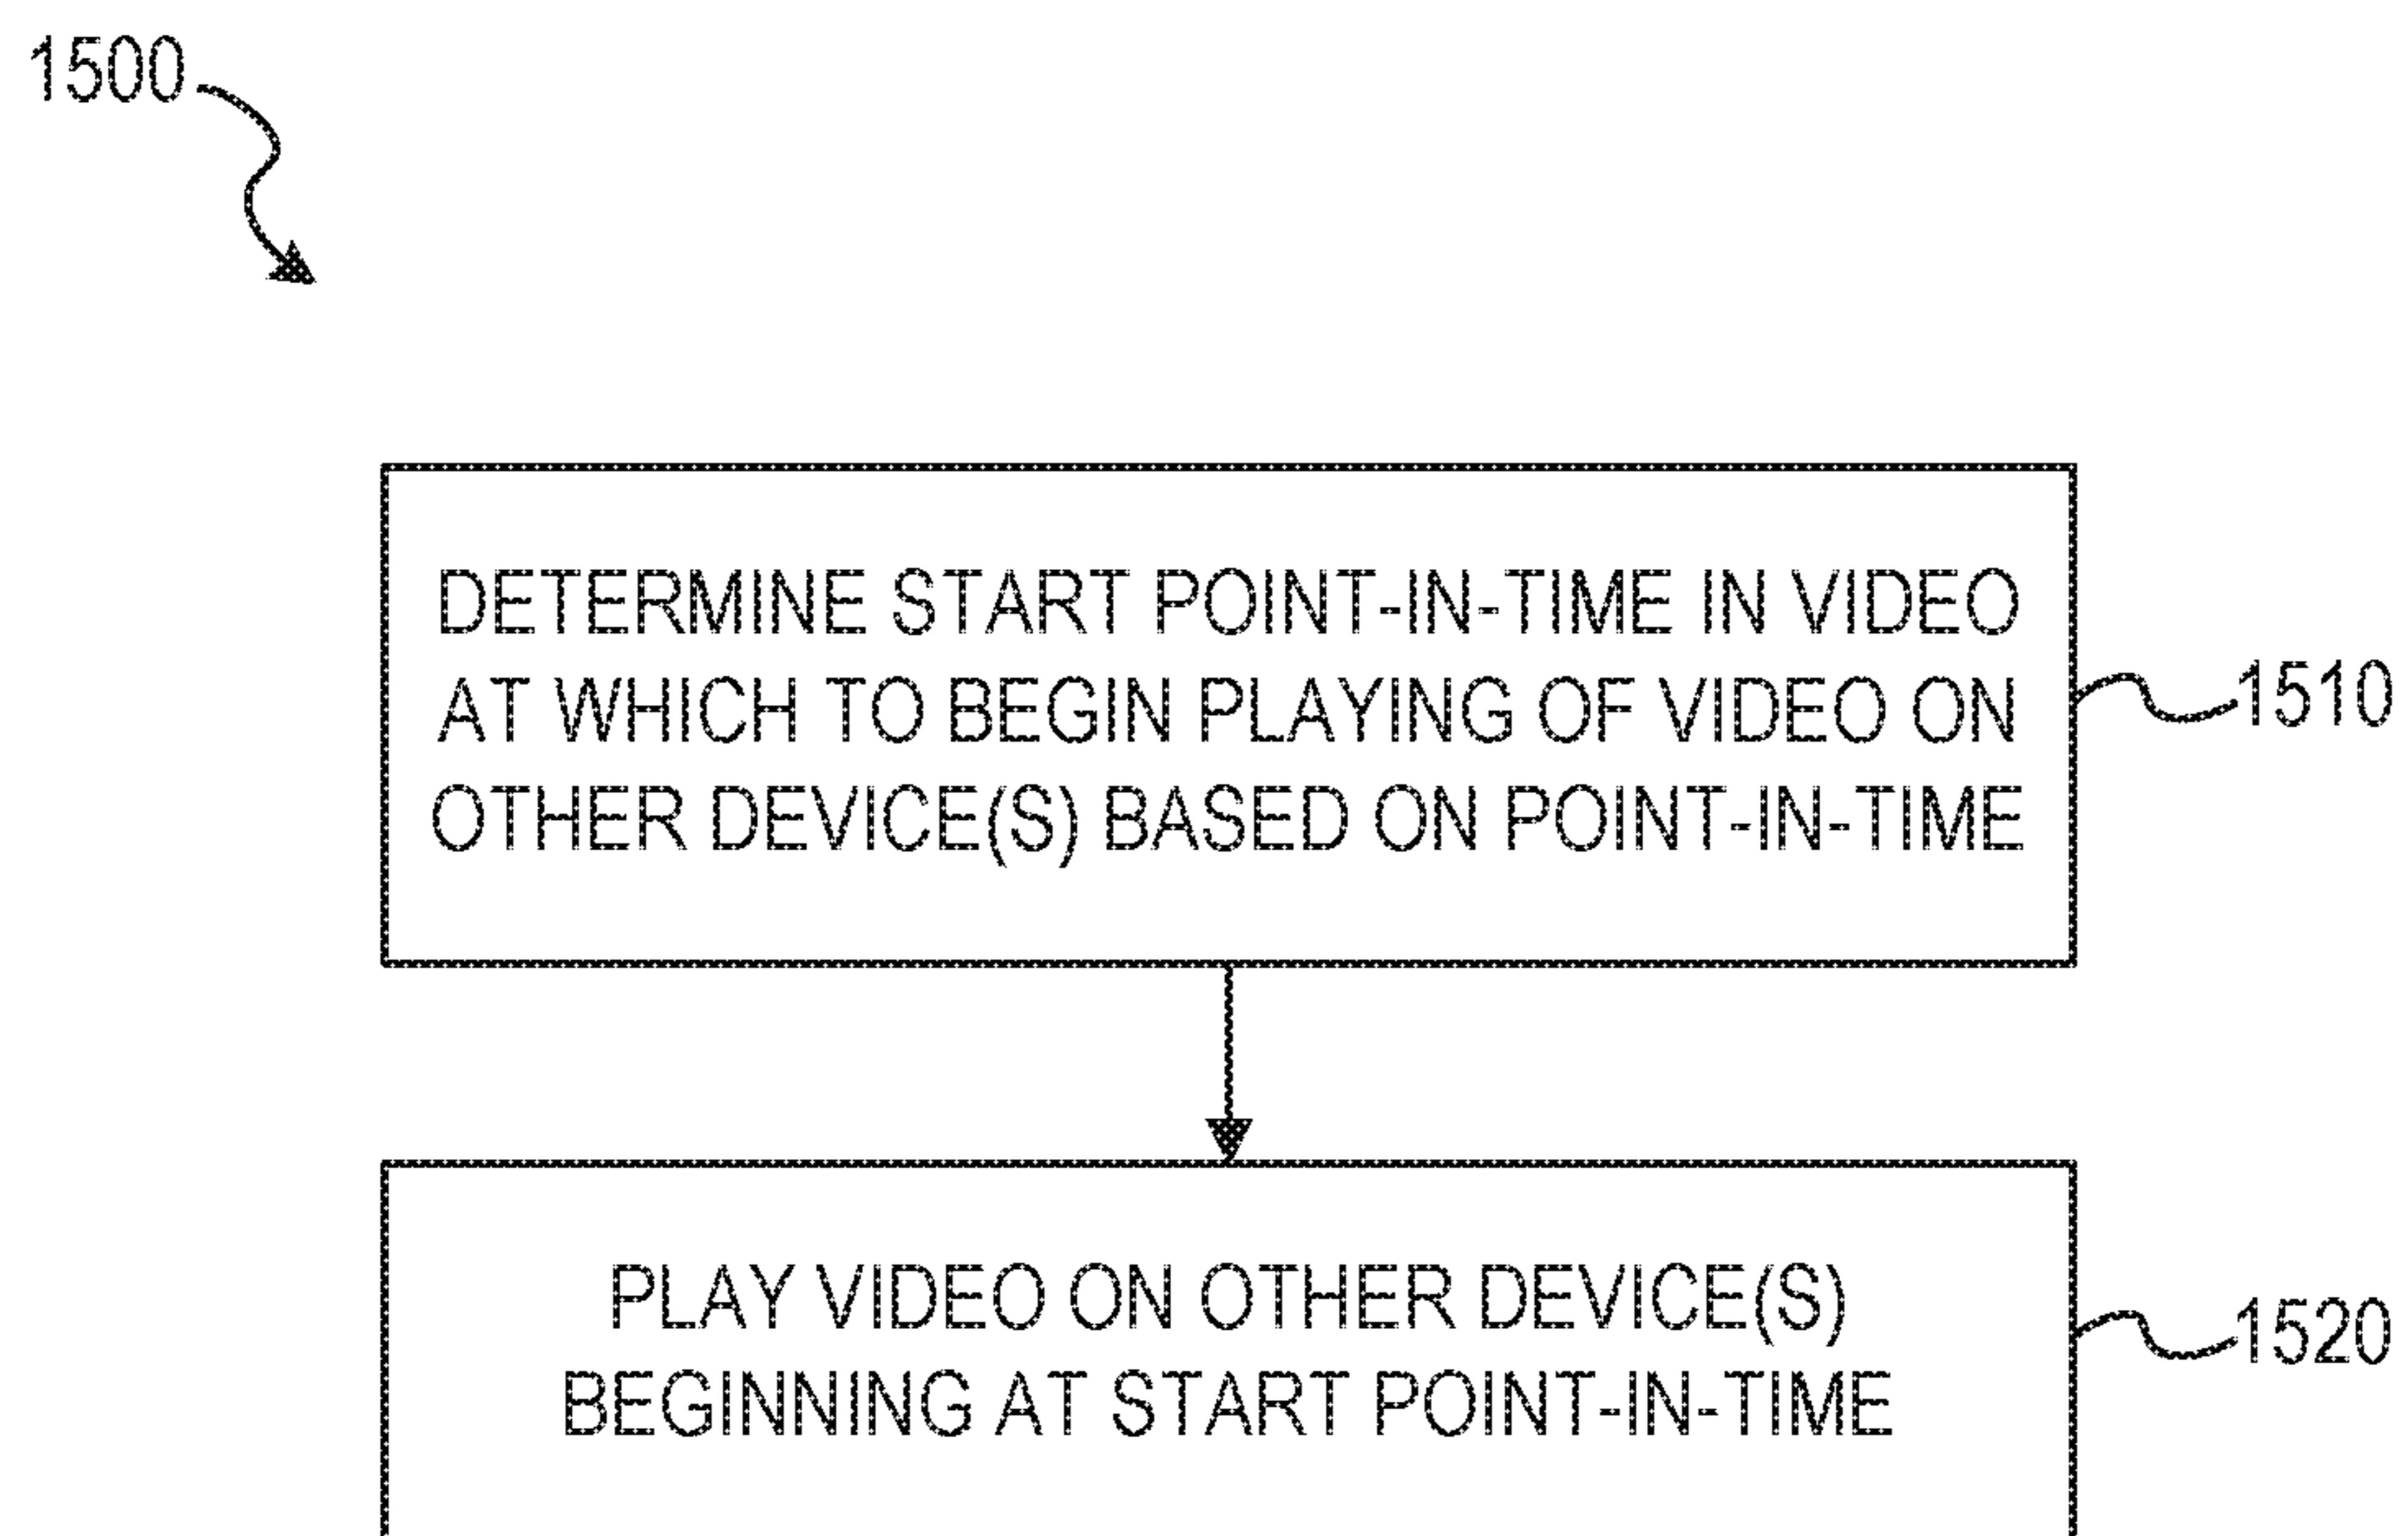 1500
DETERMINE START POINT-IN-TIME IN VIDEO
AT WHICH TO BEGIN PLAYING OF VIDEO ON
OTHER DEVICE(S) BASED ON POINT-IN-TIME
1510
PLAY VIDEO ON OTHER DEVICE(S)
BEGINNING AT START POINT-IN-TIME
1520